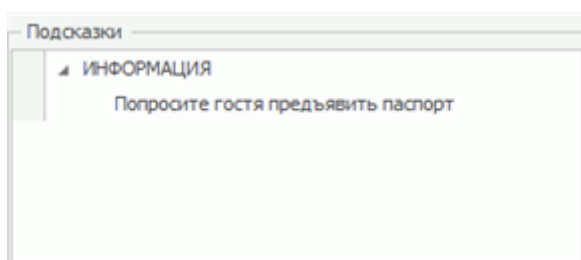 Подсказки
ИНФОРМАЦИЯ
Попросите гостя предъявить паспорт